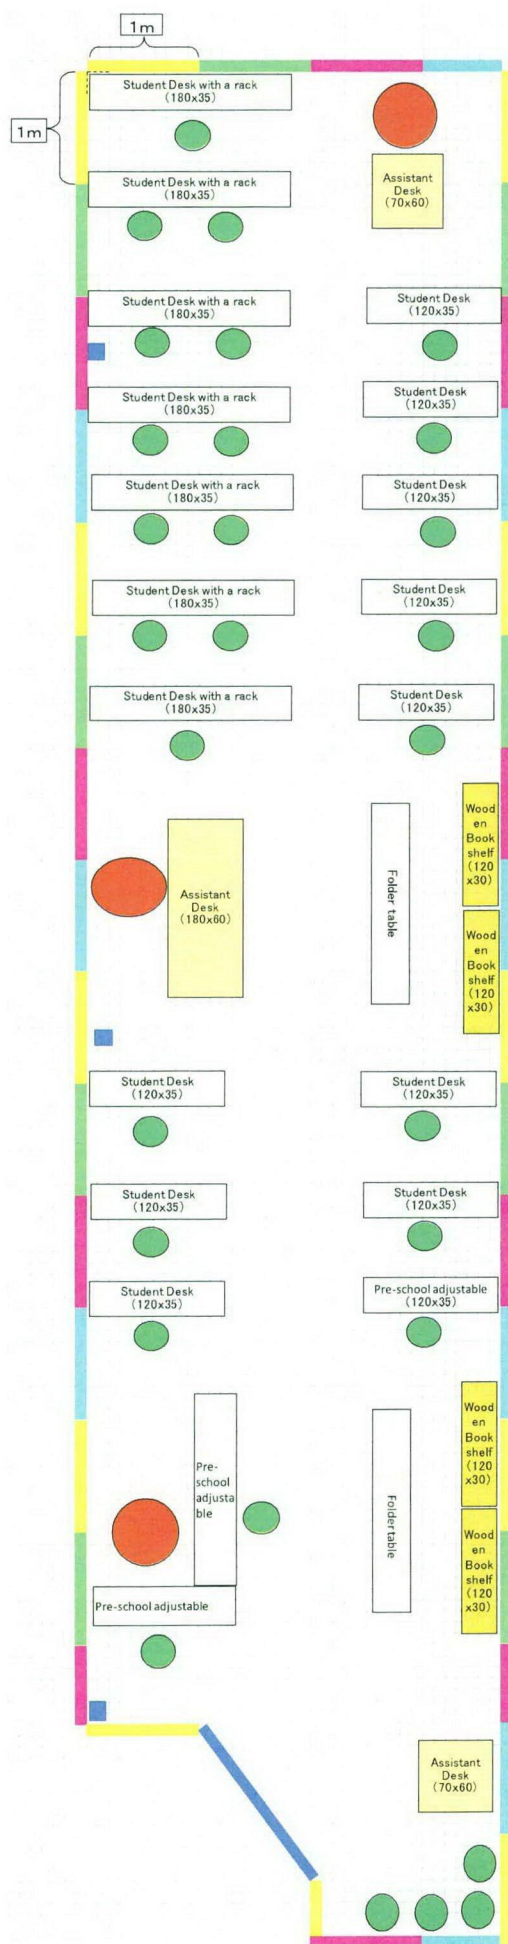 1m
1m
Student Desk with a rack
(180x35)
Assistant
Desk
(70x60)
Student Desk with a rack
(180x35)
Student Desk with a rack
(180x35)
Student Desk
(120x35)
Student Desk with a rack
(180x35)
Student Desk
(120x35)
Student Desk with a rack
(180x35)
Student Desk
(120x35)
Student Desk with a rack
(180x35)
Student Desk
(120x35)
Student Desk with a rack
(180x35)
Student Desk
(120x35)
Assistant
Desk
(180x60)
Folder table
Wood
en
Book
shelf
(120
x30)
Wood
en
Book
shelf
(120
x30)
Student Desk
(120x35)
Student Desk
(120x35)
Student Desk
(120x35)
Student Desk
(120x35)
Student Desk
(120x35)
Pre-school adjustable
(120x35)
Pre-
school
adjusta
ble
Foldertable
Wood
en
Book
shelf
(120
x30)
Wood
en
Book
shelf
(120
x30)
Pre-school adjustable
Assistant
Desk
(70x60)